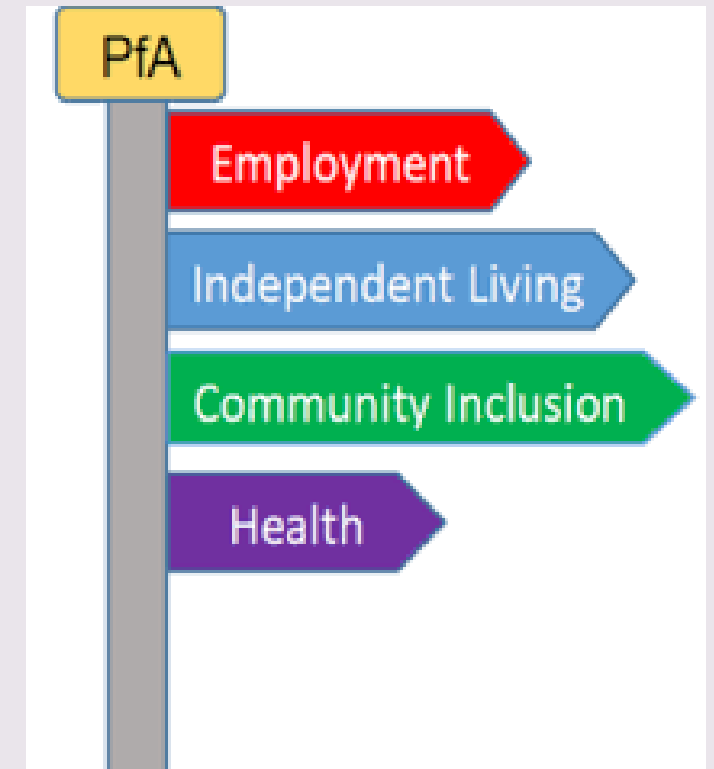 PfA
Employment
Independent Living
Community Inclusion
Health